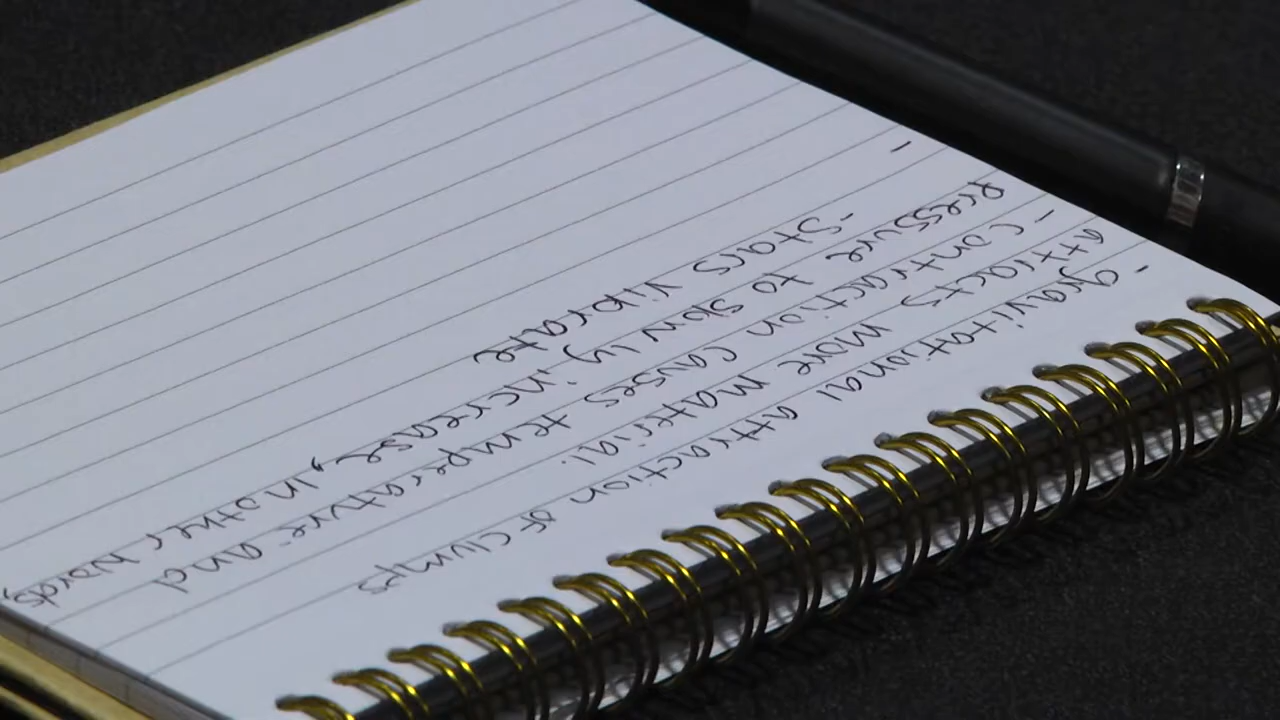 - gravitational attraction of clumps
attracts more material.
- contraction causes temperature and
pressure to slowly increase, in other words,
- stars vibrate
-